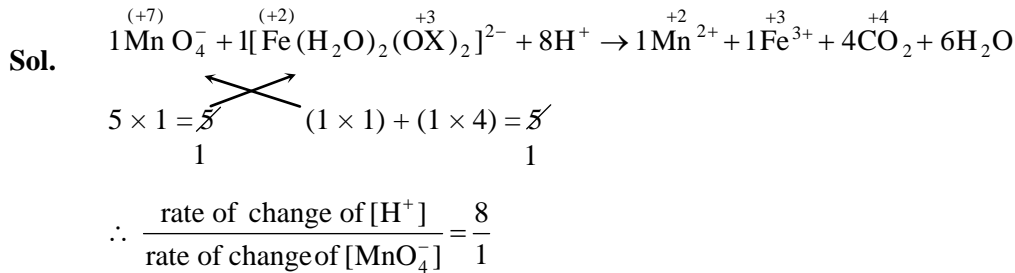 (+7) (+2) +3 +2 +3 +4
Sol. 1Mn O₄⁻ + 1[Fe(H₂O)₂(OX)₂]²⁻ + 8H⁺ → 1Mn²⁺ + 1Fe³⁺ + 4CO₂ + 6H₂O
5 × 1 = 5 (1 × 1) + (1 × 4) = 5
1 1
∴ rate of change of [H⁺] / rate of change of [MnO₄⁻] = 8/1